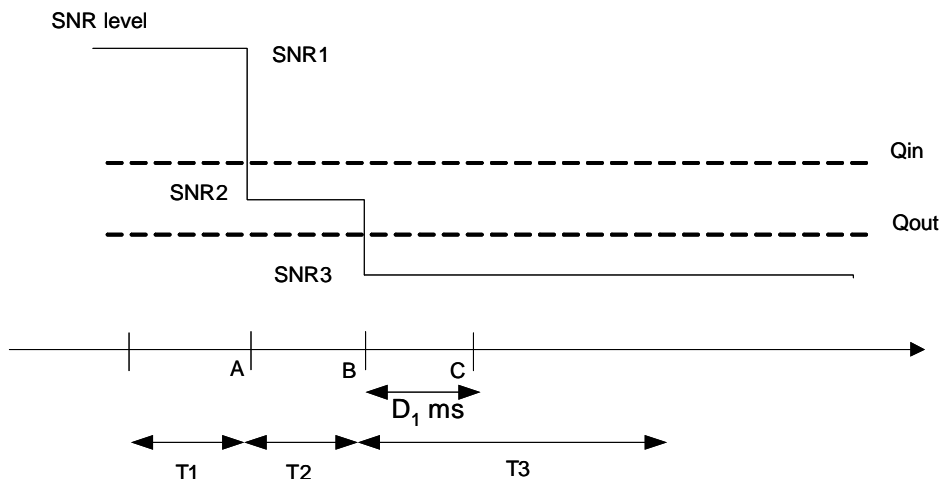 SNR level
SNR1
Qin
SNR2
Qout
SNR3
A B C
D₁ ms
T1 T2 T3